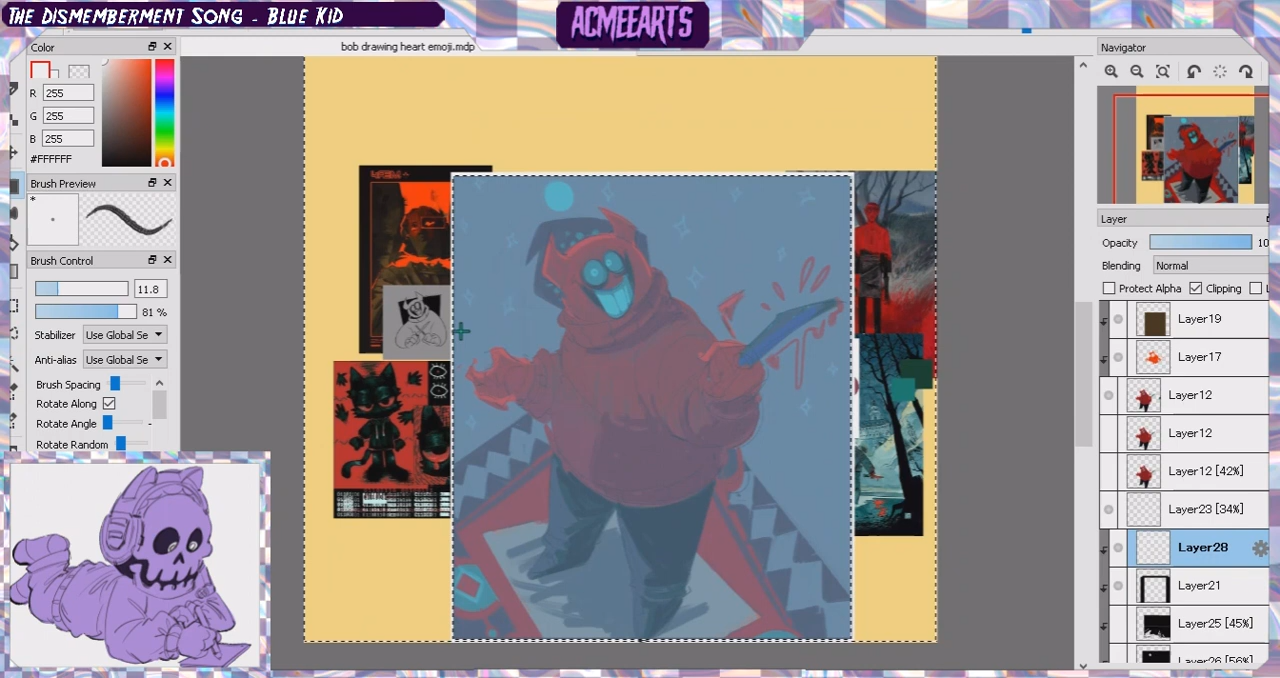 THE DISMEMBERMENT SONG - BLUE KID
ACMEEARTS
bob drawing heart emoji.mdp
Color
R 255
G 255
B 255
#FFFFFF
Brush Preview
*
Brush Control
11.8
81 %
Stabilizer Use Global Se
Anti-alias Use Global Se
Brush Spacing
Rotate Along
Rotate Angle -
Rotate Random
Navigator
Layer
Opacity 10
Blending Normal
Protect Alpha Clipping L
Layer19
Layer17
Layer12
Layer12
Layer12 [42%]
Layer23 [34%]
Layer28
Layer21
Layer25 [45%]
Layer26 [56%]